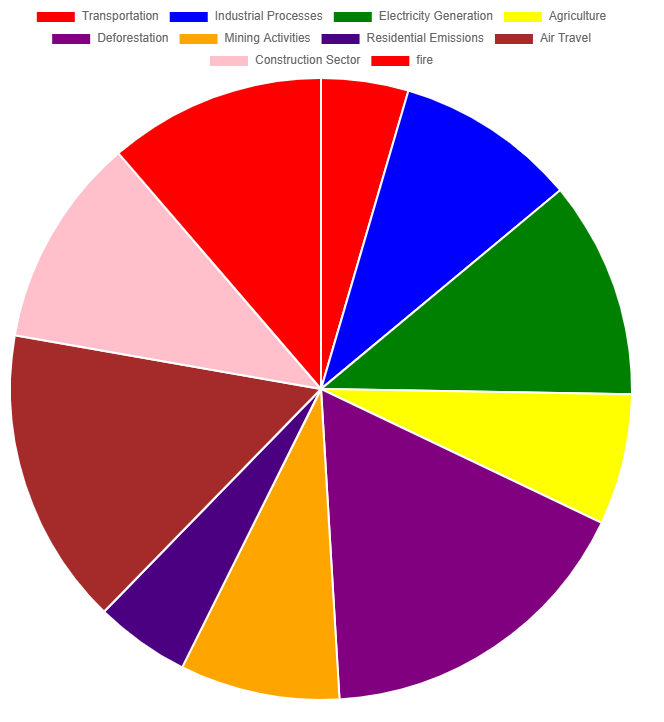 Transportation Industrial Processes Electricity Generation Agriculture
Deforestation Mining Activities Residential Emissions Air Travel
Construction Sector fire